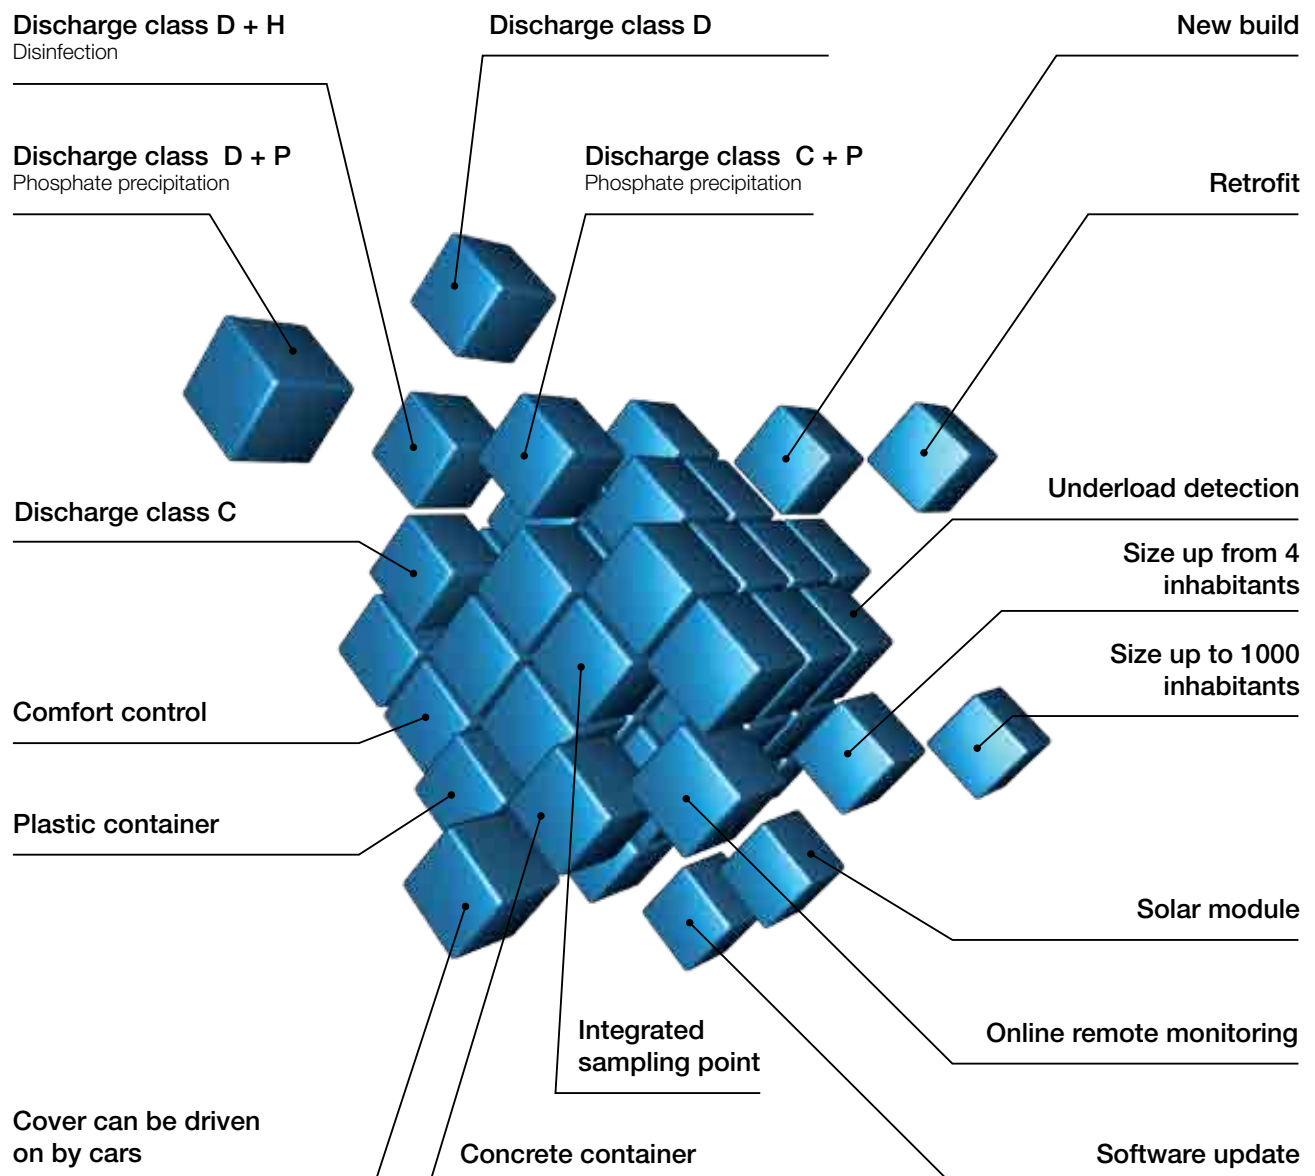 Discharge class D + H
Disinfection
Discharge class D
New build
Discharge class D + P
Phosphate precipitation
Discharge class C + P
Phosphate precipitation
Retrofit
Underload detection
Discharge class C
Size up from 4
inhabitants
Size up to 1000
inhabitants
Comfort control
Plastic container
Solar module
Integrated
sampling point
Online remote monitoring
Cover can be driven
on by cars
Concrete container
Software update